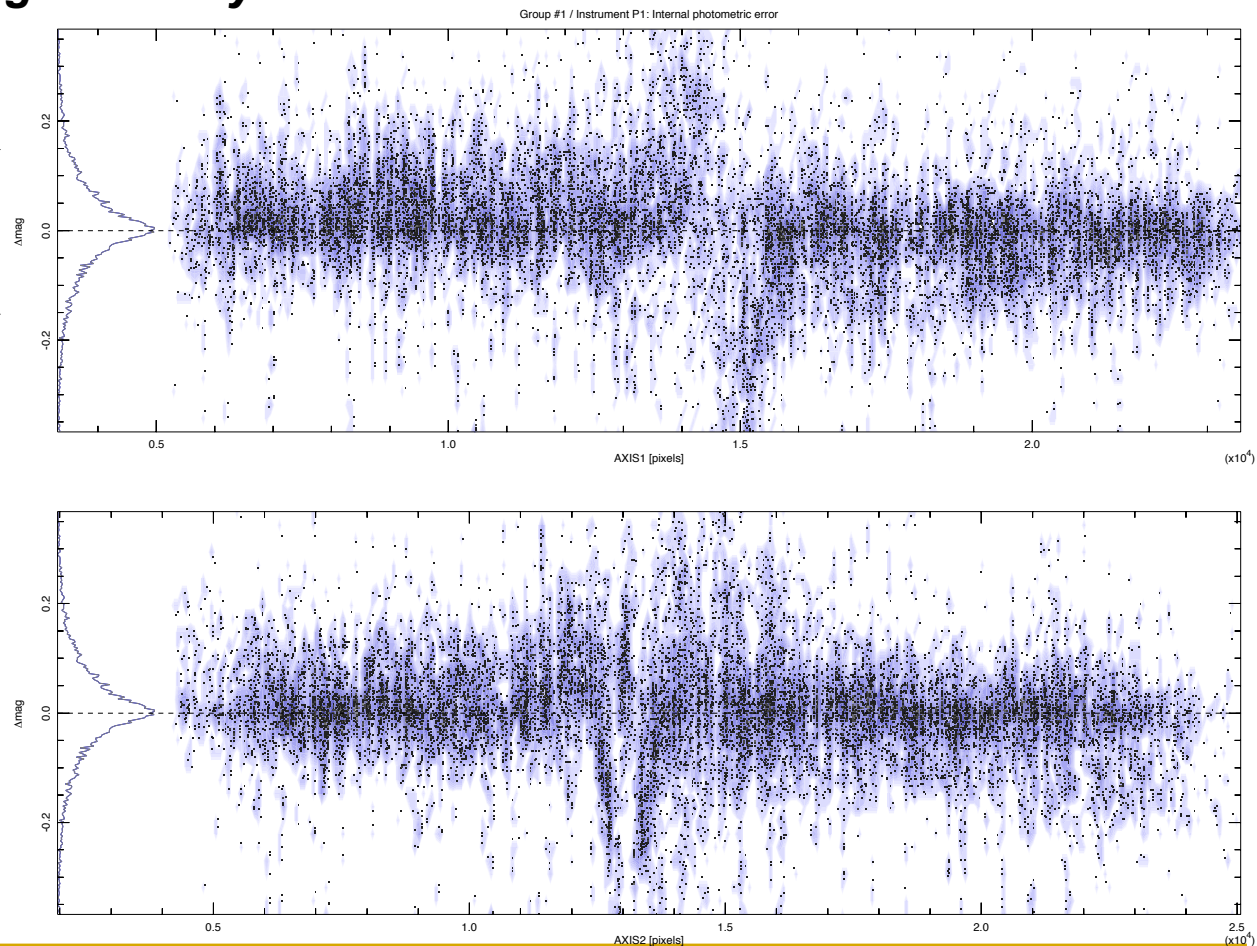 Group #1 / Instrument P1: Internal photometric error
0.2
0.0
-0.2
Δmag
0.5 1.0 1.5 2.0
AXIS1 [pixels]
(x10⁴)
0.2
0.0
-0.2
Δmag
0.5 1.0 1.5 2.0 2.5
AXIS2 [pixels]
(x10⁴)